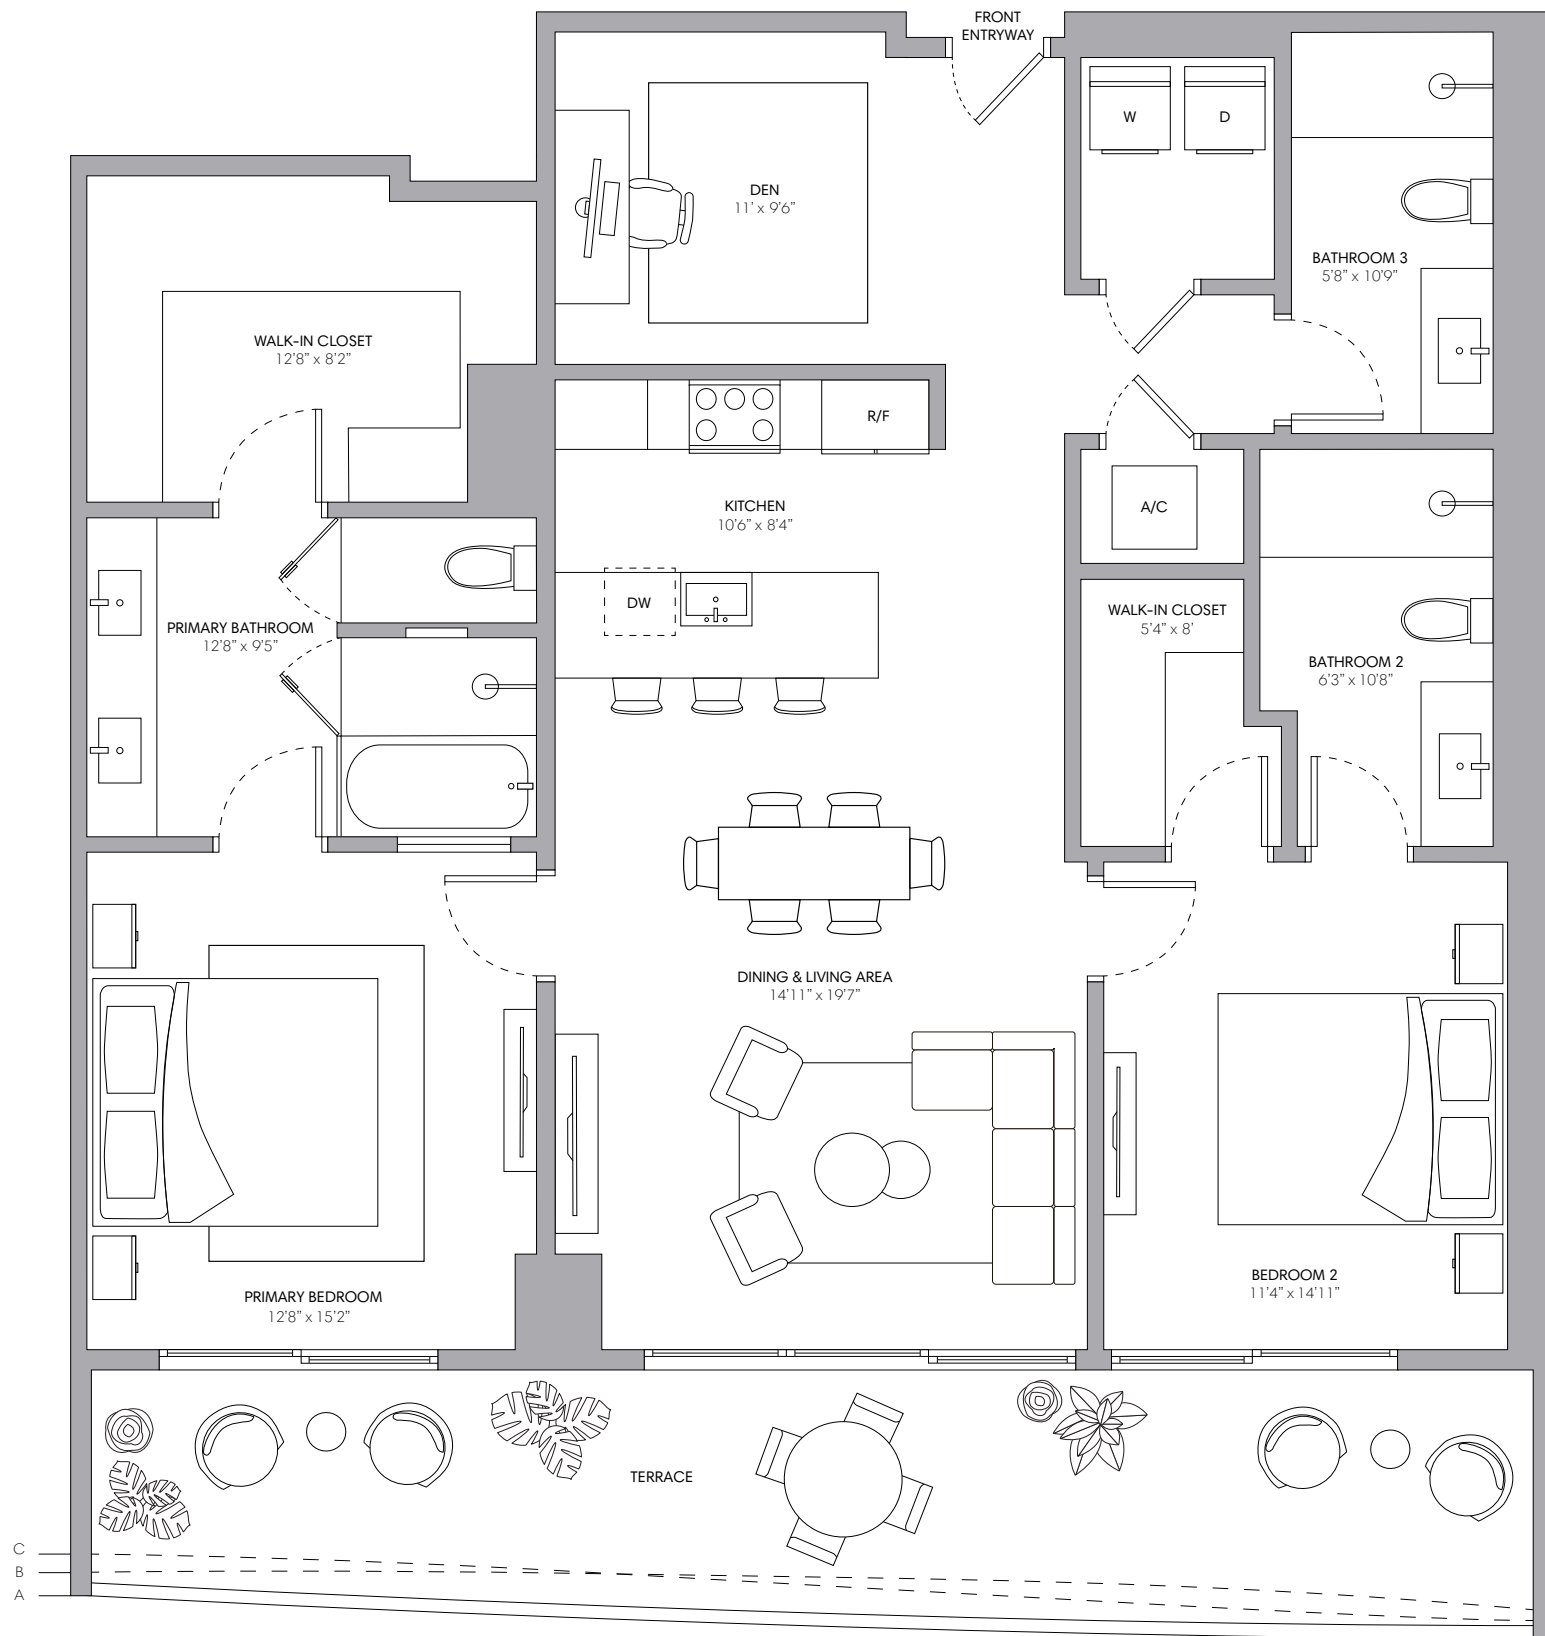 FRONT
ENTRYWAY
W
D
DEN
11' x 9'6”
BATHROOM 3
5'8” x 10'9”
WALK-IN CLOSET
12'8” x 8'2”
R/F
KITCHEN
10'6” x 8'4”
A/C
DW
WALK-IN CLOSET
5'4” x 8'
PRIMARY BATHROOM
12'8” x 9'5”
BATHROOM 2
6'3” x 10'8”
DINING & LIVING AREA
14'11” x 19'7”
PRIMARY BEDROOM
12'8” x 15'2”
BEDROOM 2
11'4” x 14'11”
TERRACE
C
B
A